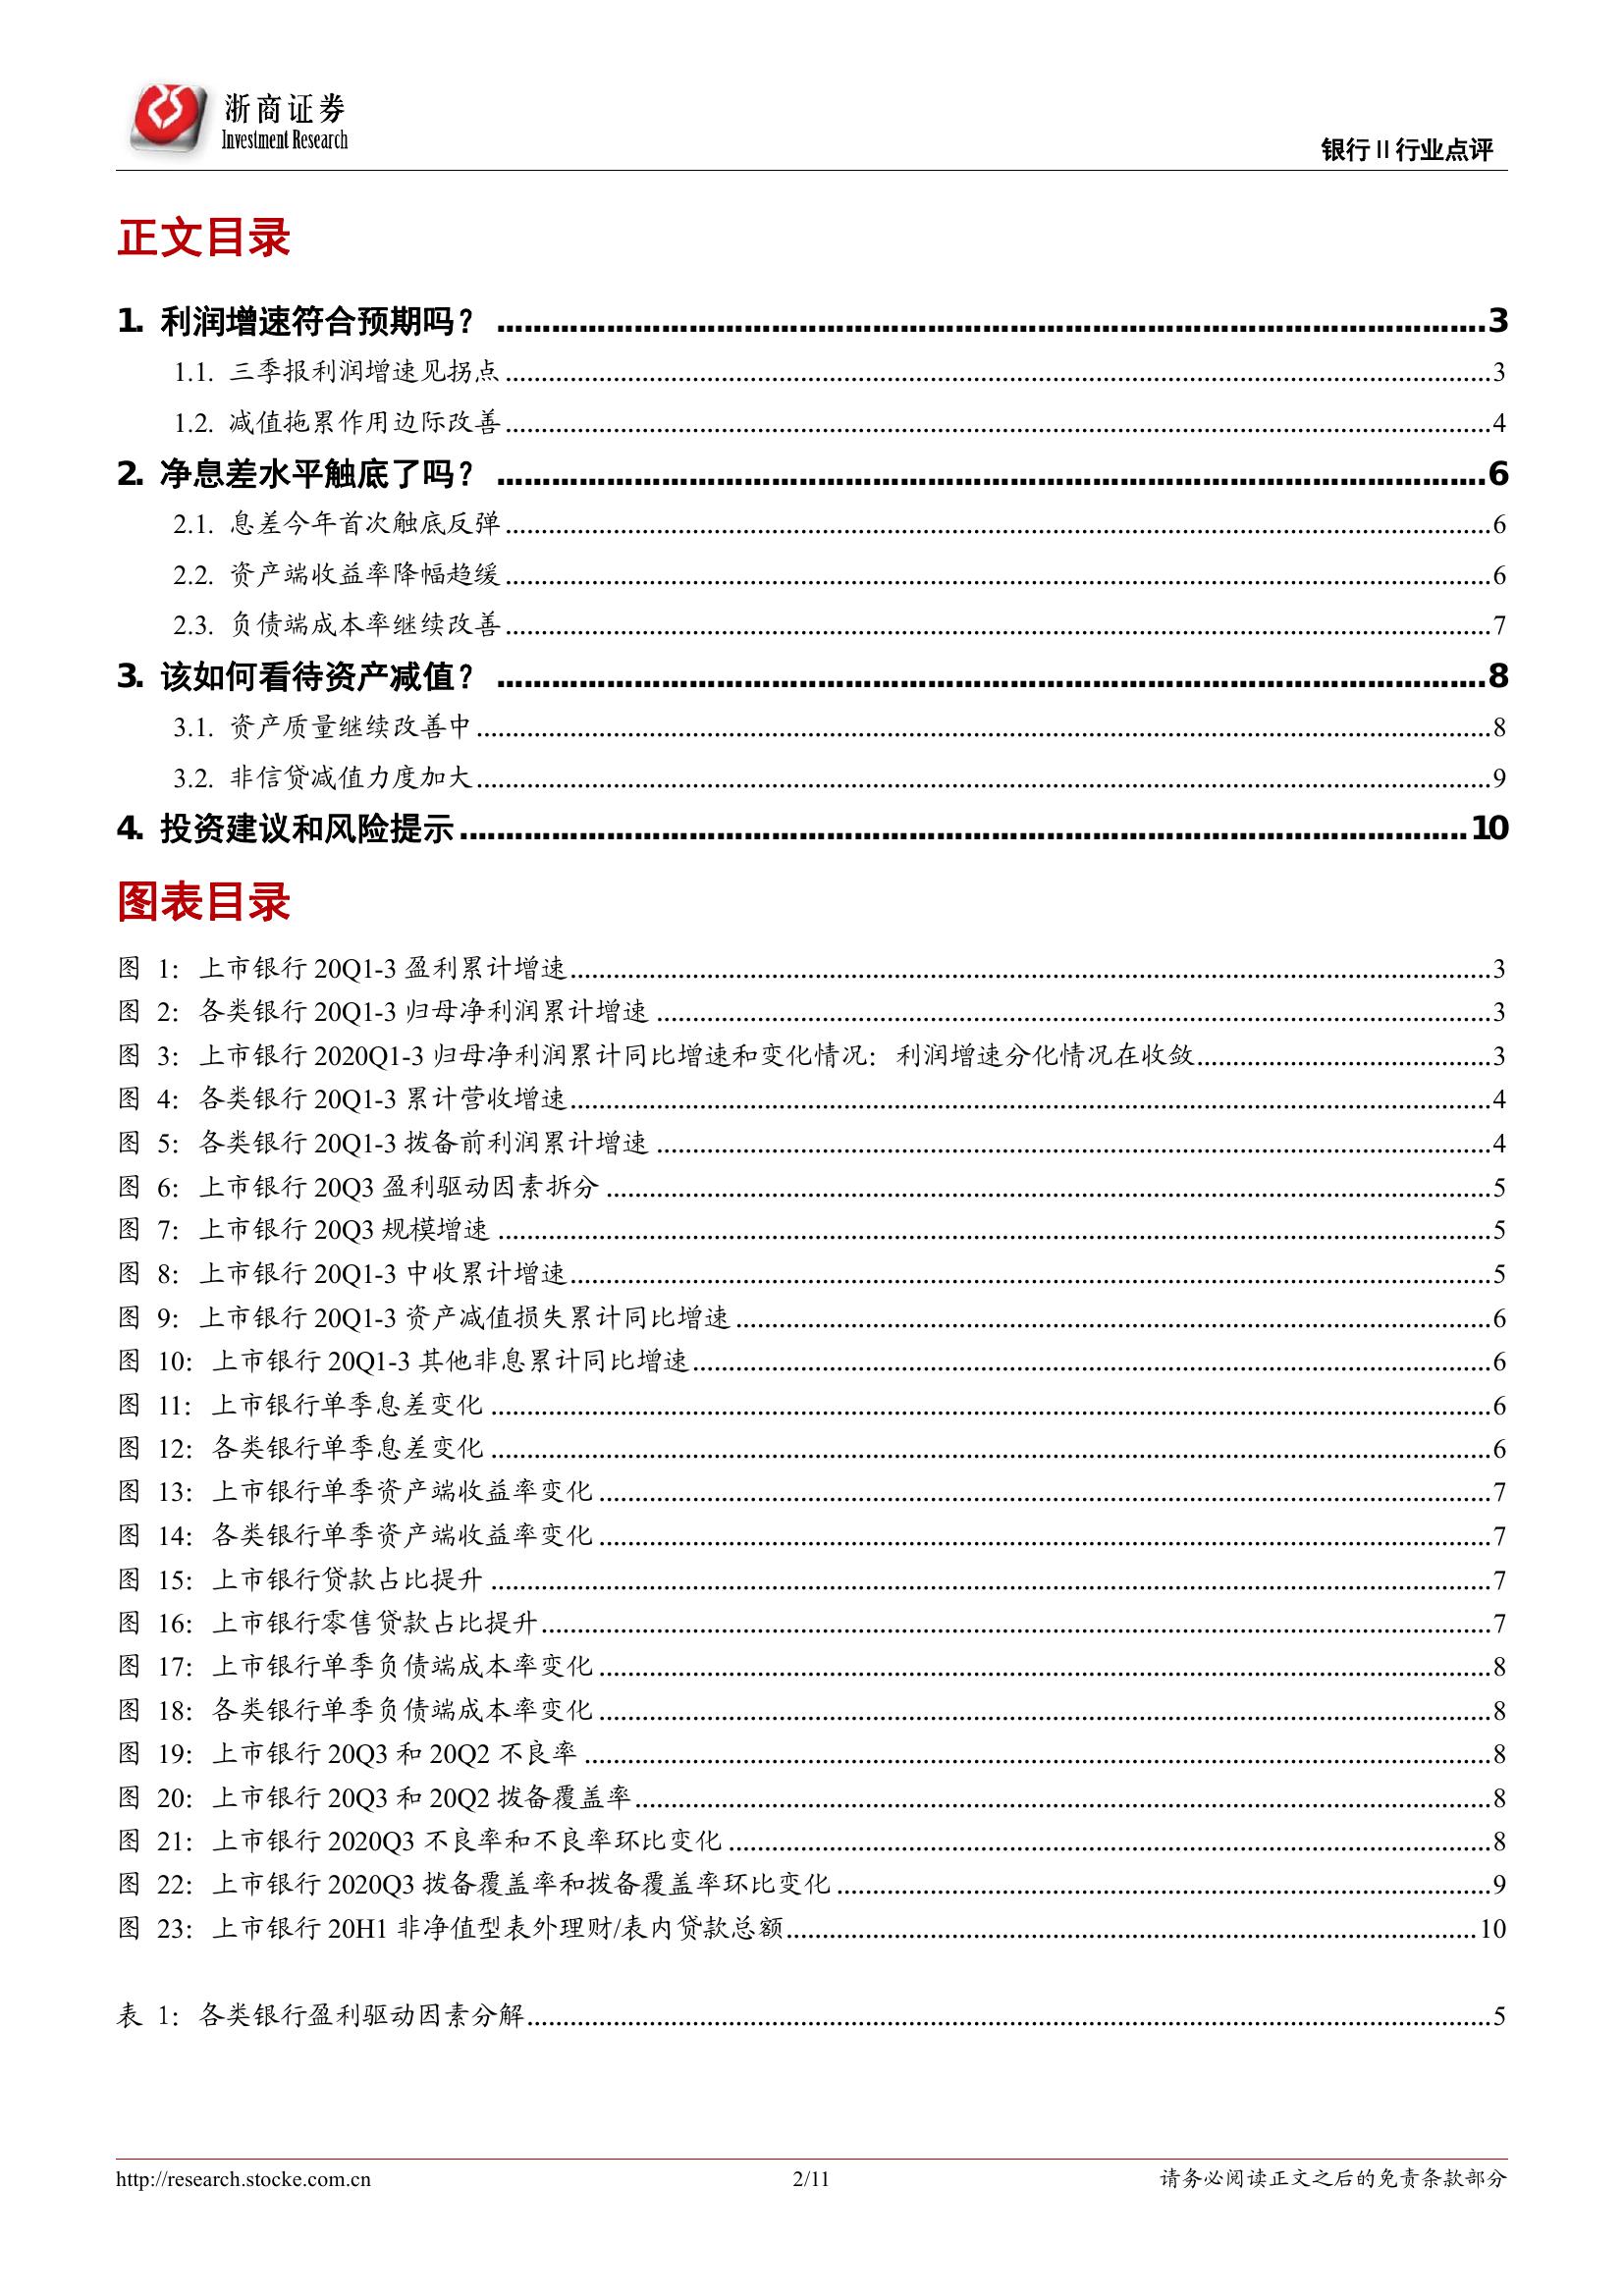 浙商证券
Investment Research
银行 II 行业点评
正文目录
1. 利润增速符合预期吗？ 3
1.1. 三季报利润增速见拐点 3
1.2. 减值拖累作用边际改善 4
2. 净息差水平触底了吗？ 6
2.1. 息差今年首次触底反弹 6
2.2. 资产端收益率降幅趋缓 6
2.3. 负债端成本率继续改善 7
3. 该如何看待资产减值？ 8
3.1. 资产质量继续改善中 8
3.2. 非信贷减值力度加大 9
4. 投资建议和风险提示 10
图表目录
图 1：上市银行 20Q1-3 盈利累计增速 3
图 2：各类银行 20Q1-3 归母净利润累计增速 3
图 3：上市银行 2020Q1-3 归母净利润累计同比增速和变化情况：利润增速分化情况在收敛 3
图 4：各类银行 20Q1-3 累计营收增速 4
图 5：各类银行 20Q1-3 拨备前利润累计增速 4
图 6：上市银行 20Q3 盈利驱动因素拆分 5
图 7：上市银行 20Q3 规模增速 5
图 8：上市银行 20Q1-3 中收累计增速 5
图 9：上市银行 20Q1-3 资产减值损失累计同比增速 6
图 10：上市银行 20Q1-3 其他非息累计同比增速 6
图 11：上市银行单季息差变化 6
图 12：各类银行单季息差变化 6
图 13：上市银行单季资产端收益率变化 7
图 14：各类银行单季资产端收益率变化 7
图 15：上市银行贷款占比提升 7
图 16：上市银行零售贷款占比提升 7
图 17：上市银行单季负债端成本率变化 8
图 18：各类银行单季负债端成本率变化 8
图 19：上市银行 20Q3 和 20Q2 不良率 8
图 20：上市银行 20Q3 和 20Q2 拨备覆盖率 8
图 21：上市银行 2020Q3 不良率和不良率环比变化 8
图 22：上市银行 2020Q3 拨备覆盖率和拨备覆盖率环比变化 9
图 23：上市银行 20H1 非净值型表外理财/表内贷款总额 10
表 1：各类银行盈利驱动因素分解 5
http://research.stocke.com.cn 2/11 请务必阅读正文之后的免责条款部分